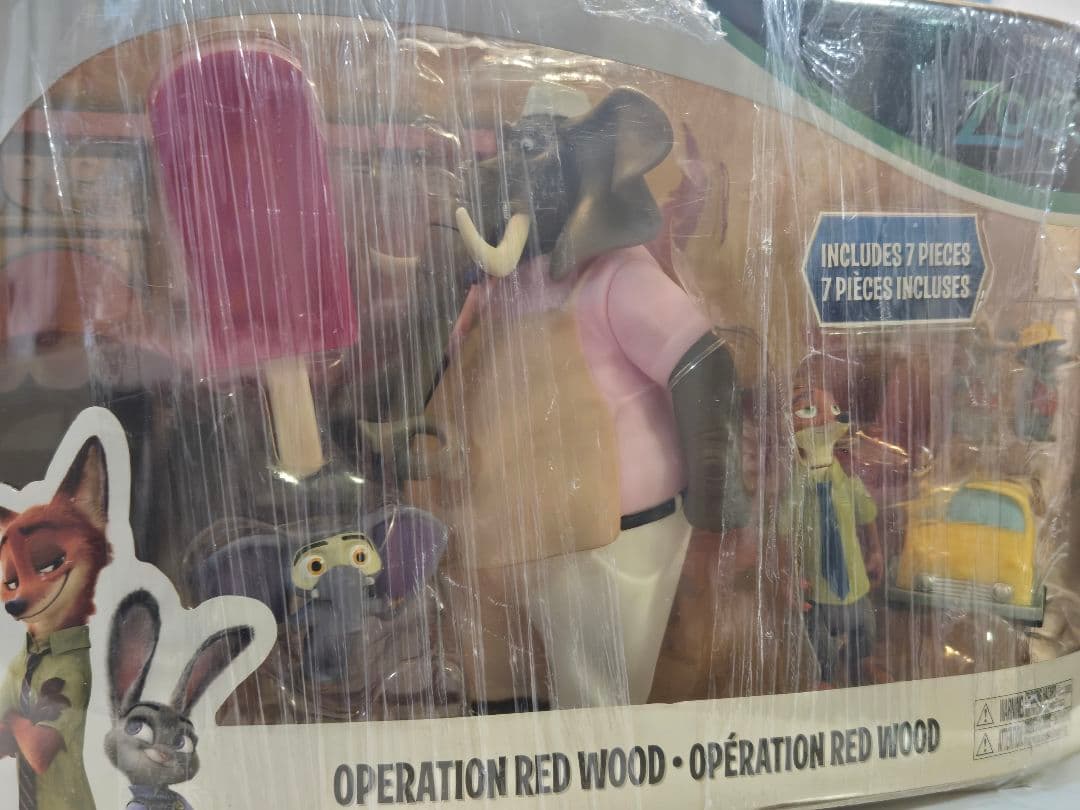 INCLUDES 7 PIECES
7 PIÈCES INCLUSES
OPERATION RED WOOD • OPÉRATION RED WOOD